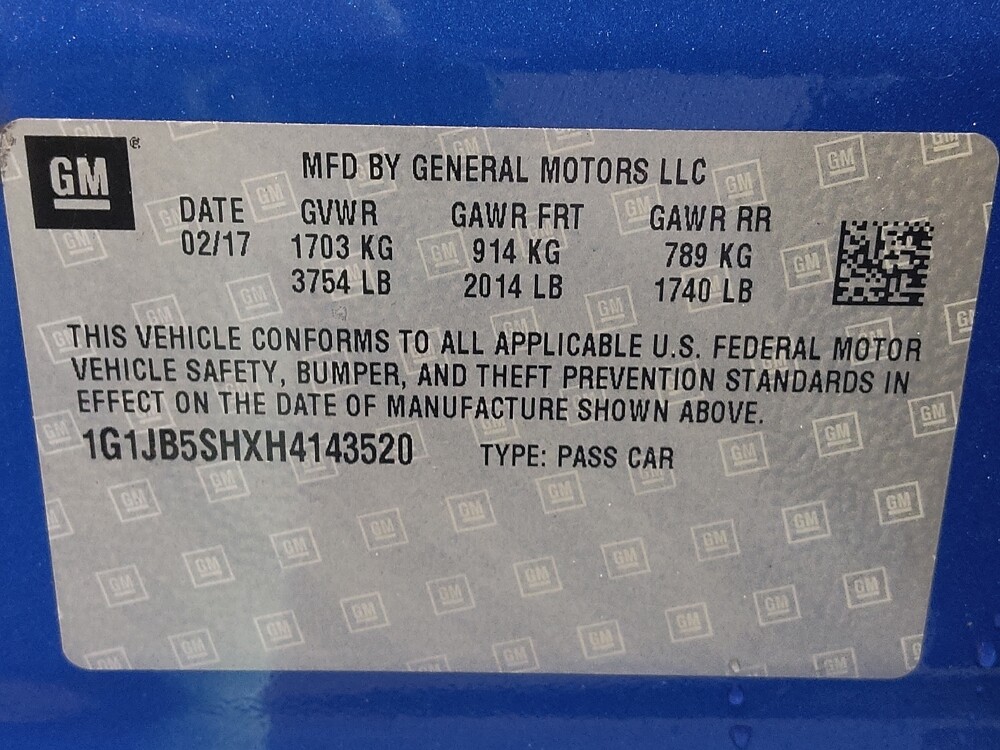 GM
MFD BY GENERAL MOTORS LLC
DATE GVWR GAWR FRT GAWR RR
02/17 1703 KG 914 KG 789 KG
3754 LB 2014 LB 1740 LB
THIS VEHICLE CONFORMS TO ALL APPLICABLE U.S. FEDERAL MOTOR
VEHICLE SAFETY, BUMPER, AND THEFT PREVENTION STANDARDS IN
EFFECT ON THE DATE OF MANUFACTURE SHOWN ABOVE.
1G1JB5SHXH4143520 TYPE: PASS CAR